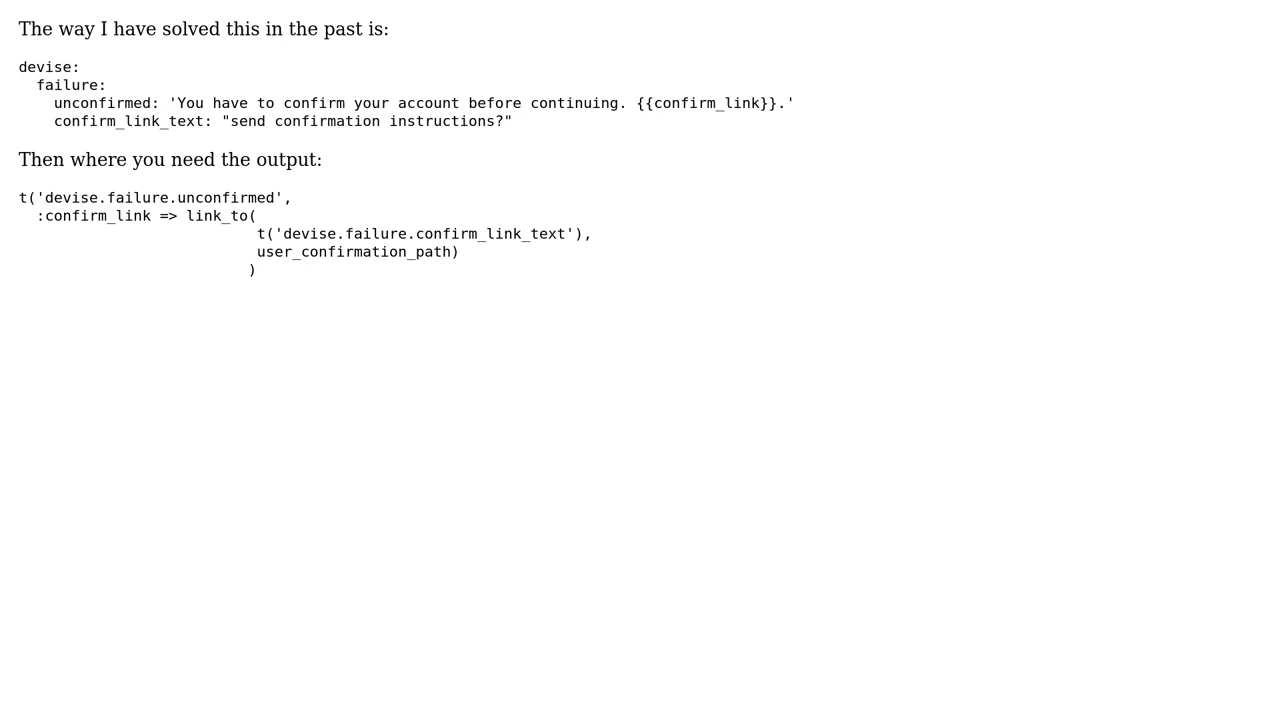 The way I have solved this in the past is:
devise:
  failure:
    unconfirmed: 'You have to confirm your account before continuing. {{confirm_link}}.'
    confirm_link_text: "send confirmation instructions?"
Then where you need the output:
t('devise.failure.unconfirmed',
  :confirm_link => link_to(
                           t('devise.failure.confirm_link_text'),
                           user_confirmation_path)
                          )